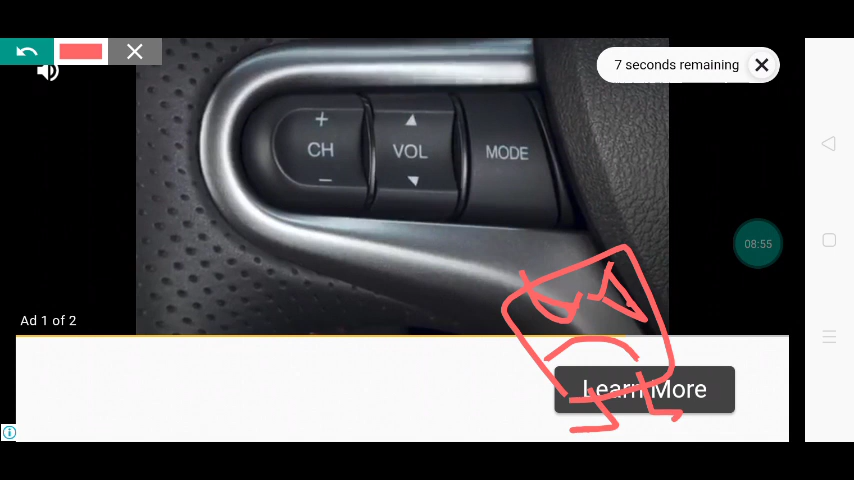 7 seconds remaining
+
CH
−
VOL
MODE
08:55
Ad 1 of 2
Learn More